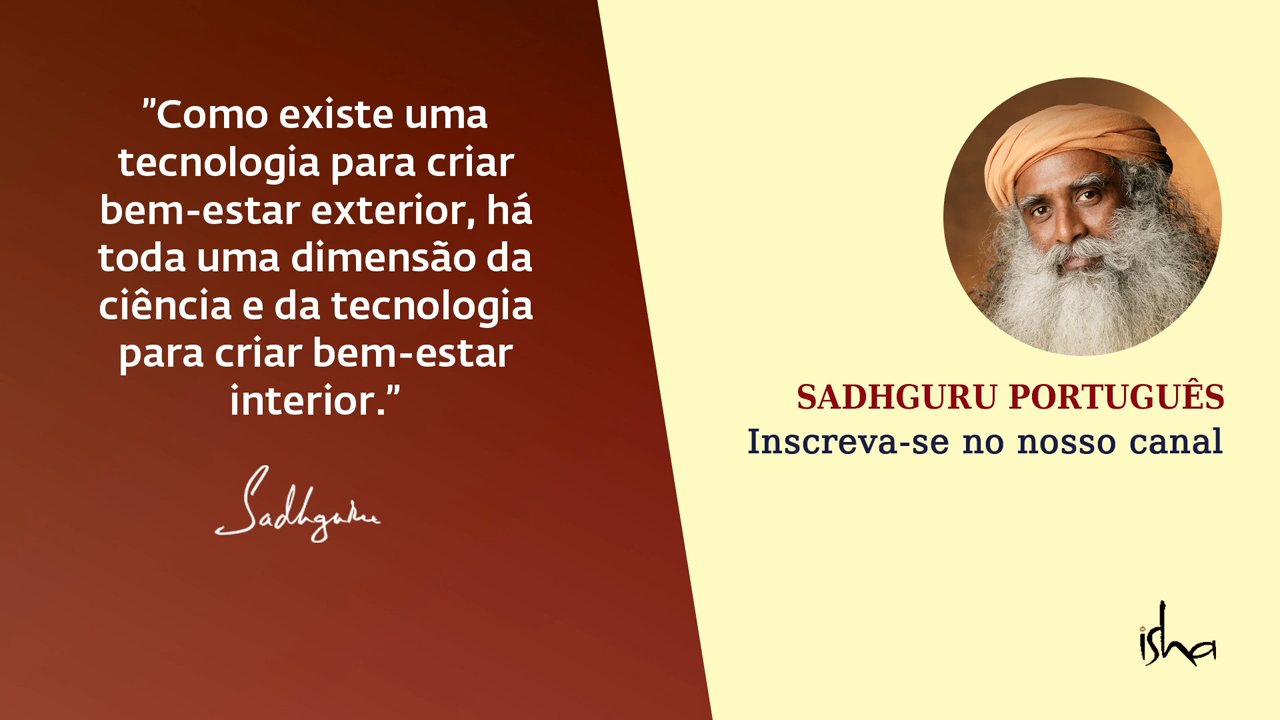 ”Como existe uma
tecnologia para criar
bem-estar exterior, há
toda uma dimensão da
ciência e da tecnologia
para criar bem-estar
interior.”
Sadhguru
SADHGURU PORTUGUÊS
Inscreva-se no nosso canal
isha